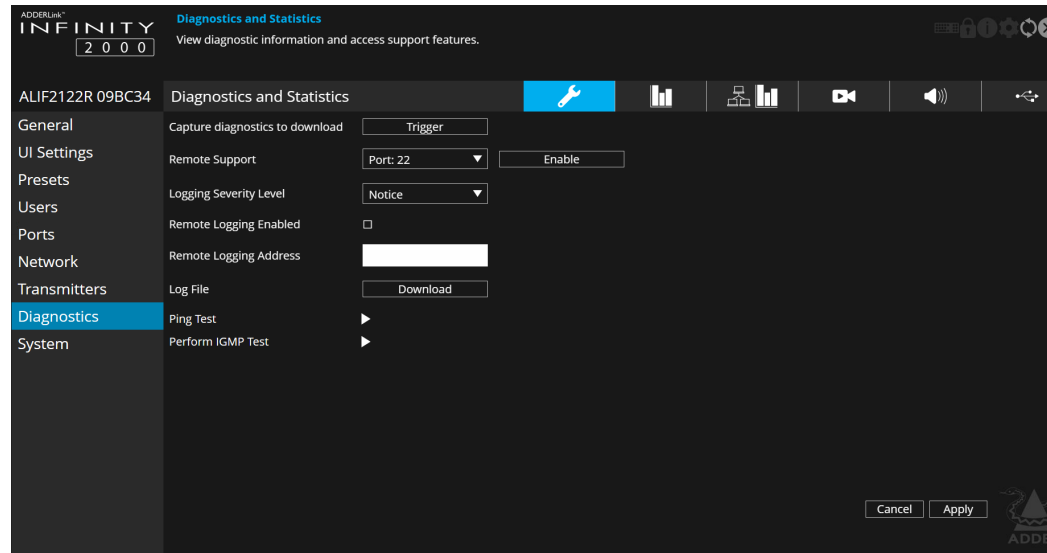 ADDERLink™
INFINITY
2000
Diagnostics and Statistics
View diagnostic information and access support features.
ALIF2122R 09BC34
Diagnostics and Statistics
General
UI Settings
Presets
Users
Ports
Network
Transmitters
Diagnostics
System
Capture diagnostics to download Trigger
Remote Support Port: 22 Enable
Logging Severity Level Notice
Remote Logging Enabled
Remote Logging Address
Log File Download
Ping Test
Perform IGMP Test
Cancel Apply
ADDE